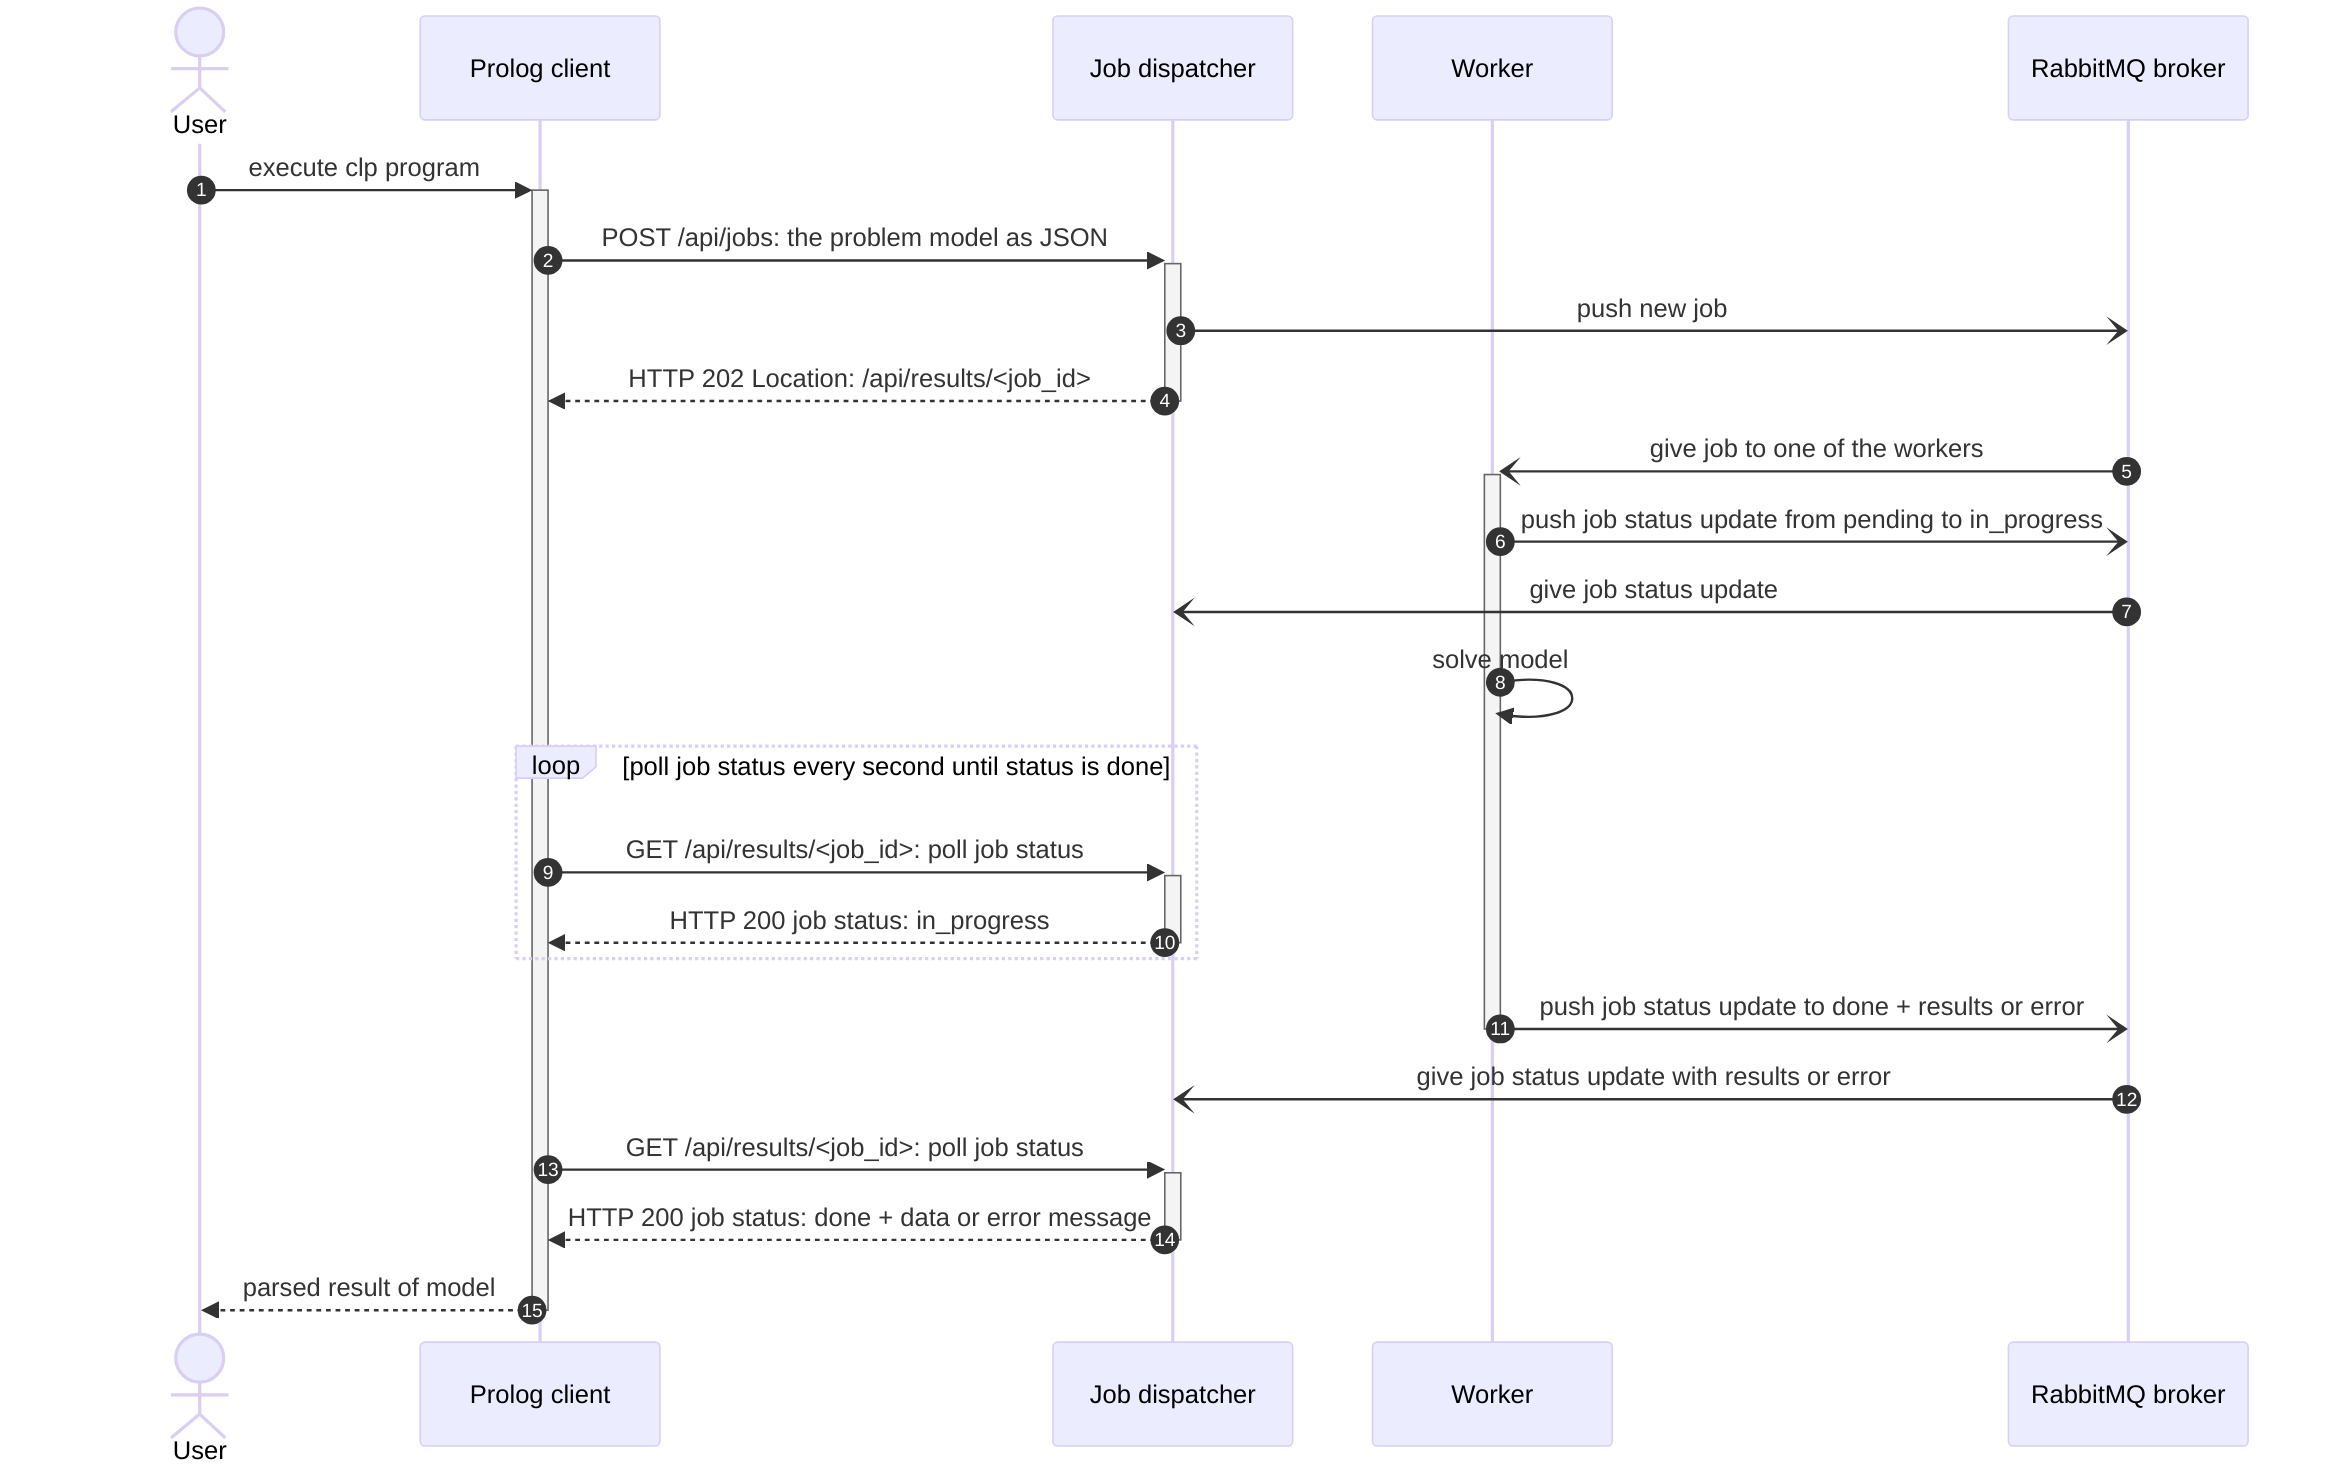 User
Prolog client
Job dispatcher
Worker
RabbitMQ broker
execute clp program
1
POST /api/jobs: the problem model as JSON
2
push new job
3
HTTP 202 Location: /api/results/<job_id>
4
give job to one of the workers
5
push job status update from pending to in_progress
6
give job status update
7
solve model
8
loop
[poll job status every second until status is done]
GET /api/results/<job_id>: poll job status
9
HTTP 200 job status: in_progress
10
push job status update to done + results or error
11
give job status update with results or error
12
GET /api/results/<job_id>: poll job status
13
HTTP 200 job status: done + data or error message
14
parsed result of model
15
User
Prolog client
Job dispatcher
Worker
RabbitMQ broker